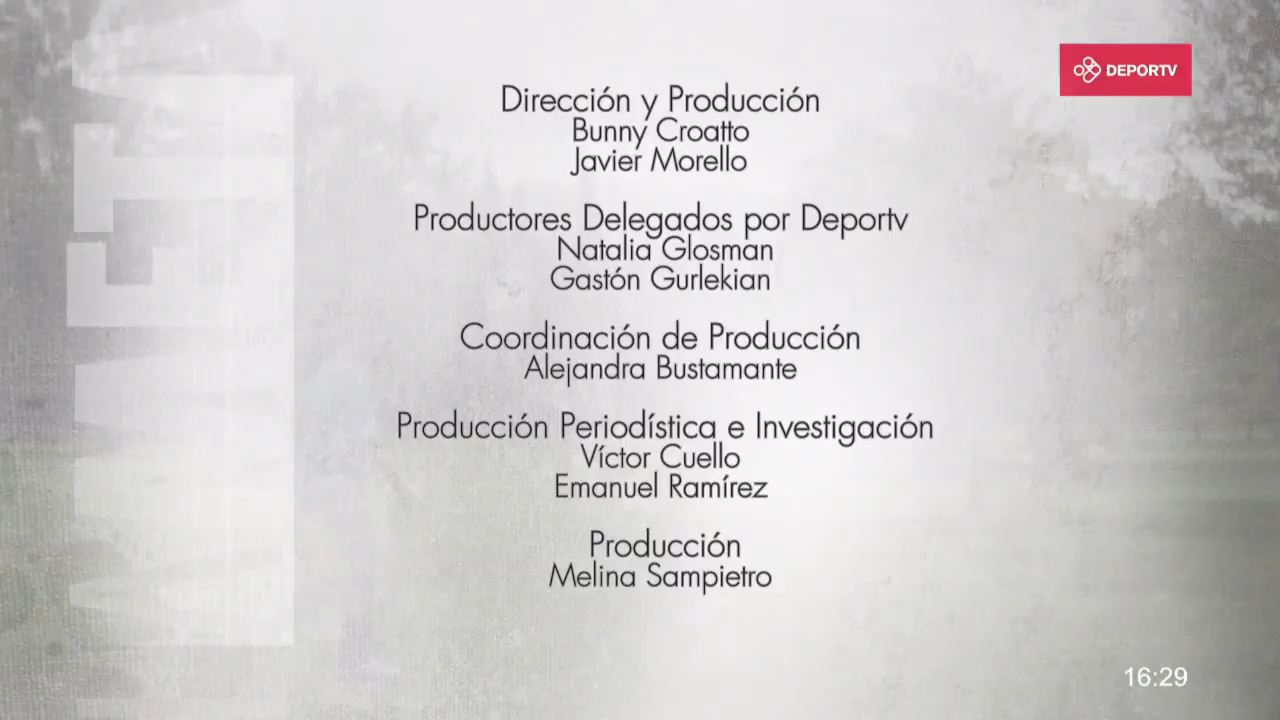 DEPORTV
Dirección y Producción
Bunny Croatto
Javier Morello
Productores Delegados por Deportv
Natalia Glosman
Gastón Gurlekian
Coordinación de Producción
Alejandra Bustamante
Producción Periodística e Investigación
Víctor Cuello
Emanuel Ramírez
Producción
Melina Sampietro
16:29